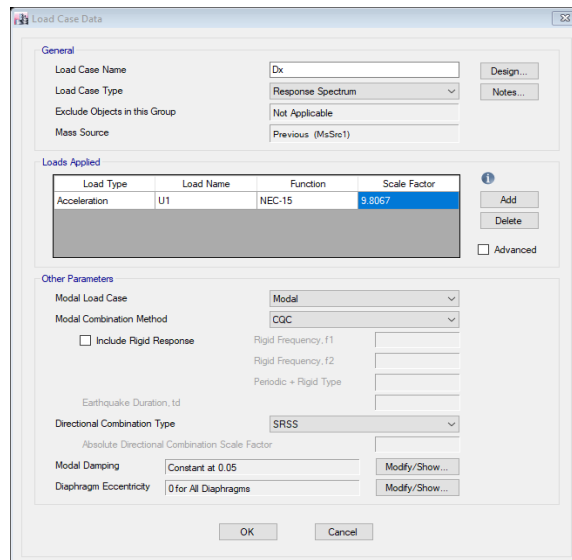 Load Case Data
General
Load Case Name Dx Design...
Load Case Type Response Spectrum Notes...
Exclude Objects in this Group Not Applicable
Mass Source Previous (MsSrc1)
Loads Applied
Load Type Load Name Function Scale Factor
Acceleration U1 NEC-15 9.8067 Add
Delete
Advanced
Other Parameters
Modal Load Case Modal
Modal Combination Method CQC
Include Rigid Response Rigid Frequency, f1
Rigid Frequency, f2
Periodic + Rigid Type
Earthquake Duration, td
Directional Combination Type SRSS
Absolute Directional Combination Scale Factor
Modal Damping Constant at 0.05 Modify/Show...
Diaphragm Eccentricity 0 for All Diaphragms Modify/Show...
OK Cancel